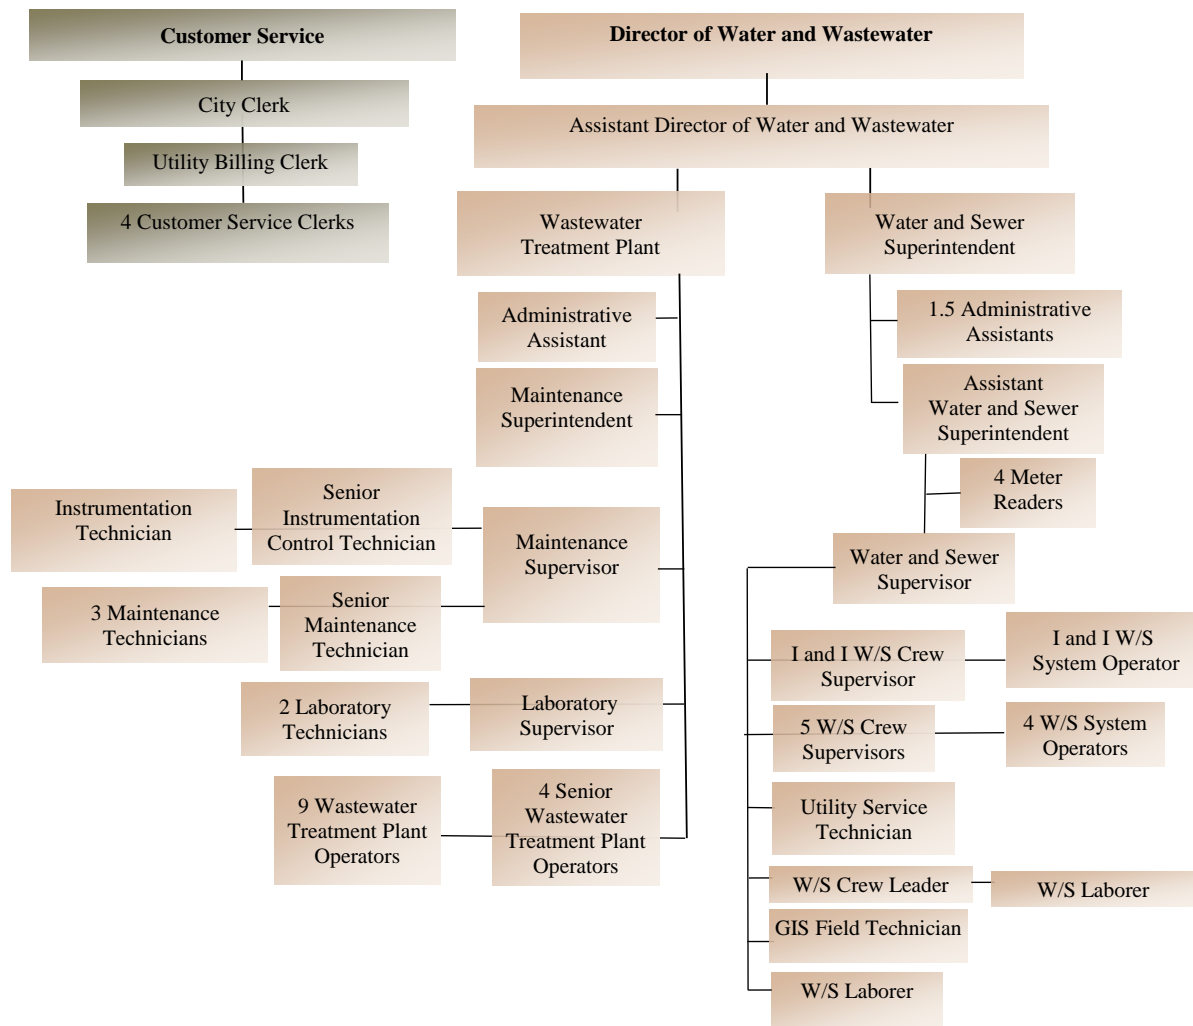 Customer Service
City Clerk
Utility Billing Clerk
4 Customer Service Clerks
Director of Water and Wastewater
Assistant Director of Water and Wastewater
Wastewater
Treatment Plant
Administrative
Assistant
Maintenance
Superintendent
Maintenance
Supervisor
Senior
Instrumentation
Control Technician
Instrumentation
Technician
Senior
Maintenance
Technician
3 Maintenance
Technicians
Laboratory
Supervisor
2 Laboratory
Technicians
4 Senior
Wastewater
Treatment Plant
Operators
9 Wastewater
Treatment Plant
Operators
Water and Sewer
Superintendent
1.5 Administrative
Assistants
Assistant
Water and Sewer
Superintendent
4 Meter
Readers
Water and Sewer
Supervisor
I and I W/S Crew
Supervisor
I and I W/S
System Operator
5 W/S Crew
Supervisors
4 W/S System
Operators
Utility Service
Technician
W/S Crew Leader
W/S Laborer
GIS Field Technician
W/S Laborer